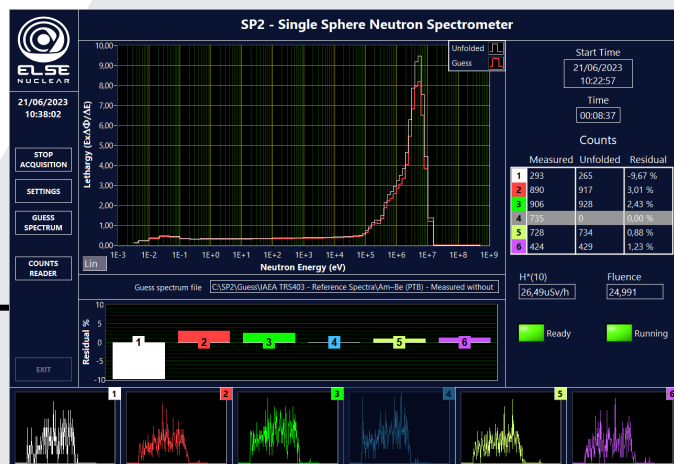 SP2 - Single Sphere Neutron Spectrometer
ELSE
NUCLEAR
21/06/2023
10:38:02
STOP
ACQUISITION
SETTINGS
GUESS
SPECTRUM
COUNTS
READER
EXIT
Unfolded
Guess
Lethargy (ExΔΦ/ΔE)
10,00
9,00
8,00
7,00
6,00
5,00
4,00
3,00
2,00
1,00
0,00
1E-3 1E-2 1E-1 1E+0 1E+1 1E+2 1E+3 1E+4 1E+5 1E+6 1E+7 1E+8 1E+9
Lin
Neutron Energy (eV)
Guess spectrum file C:\SP2\Guess\IAEA TRS403 - Reference Spectra\Am-Be (PTB) - Measured without
Residual %
10
5
0
-5
-10
1 2 3 4 5 6
Start Time
21/06/2023
10:22:57
Time
00:08:37
Counts
Measured Unfolded Residual
1 293 265 -9,67 %
2 890 917 3,01 %
3 906 928 2,43 %
4 735 0 0,00 %
5 728 734 0,88 %
6 424 429 1,23 %
H*(10) Fluence
26,49uSv/h 24,991
Ready Running
1 2 3 4 5 6